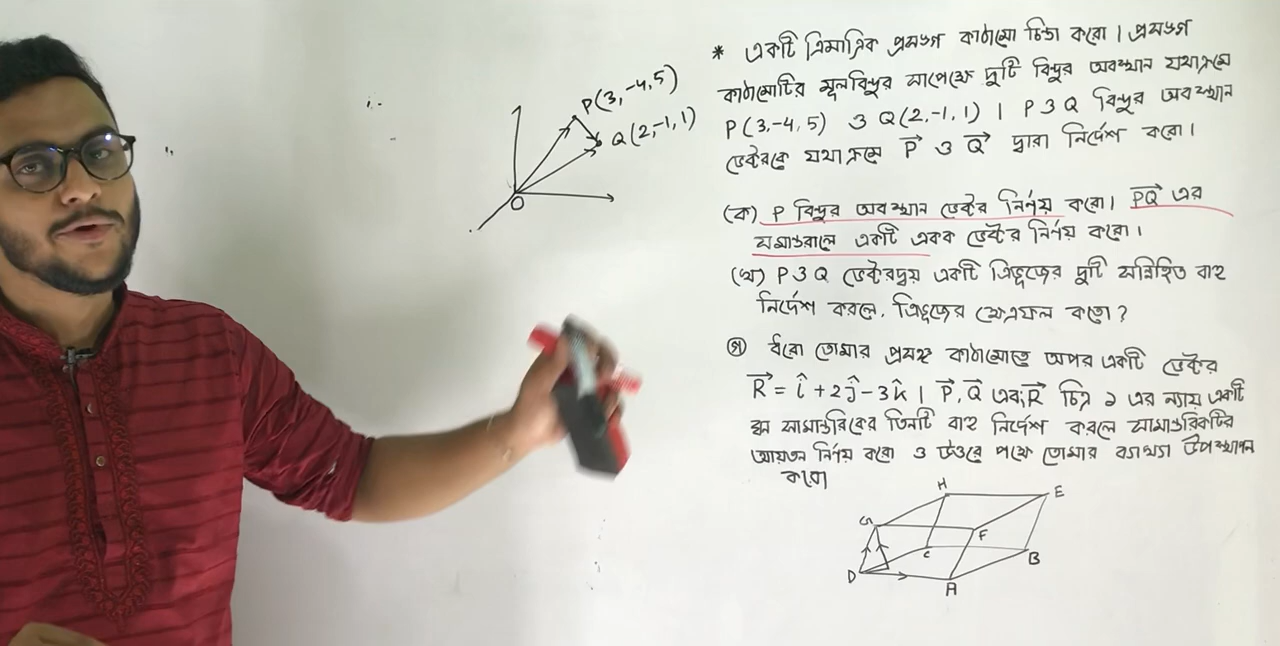 P(3,-4,5)
Q(2,-1,1)
O
* একটি ত্রিমাত্রিক প্রসঙ্গ কাঠামো চিন্তা করো। প্রসঙ্গ
কাঠামোটির মূলবিন্দুর সাপেক্ষে দুটি বিন্দুর অবস্থান যথাক্রমে
P(3,-4,5) ও Q(2,-1,1) । P ও Q বিন্দুর অবস্থান
ভেক্টরকে যথাক্রমে P⃗ ও Q⃗ দ্বারা নির্দেশ করো।
(ক) P বিন্দুর অবস্থান ভেক্টর নির্ণয় করো। PQ⃗ এর
সমান্তরালে একটি একক ভেক্টর নির্ণয় করো।
(খ) P ও Q ভেক্টরদ্বয় একটি ত্রিভুজের দুটি সন্নিহিত বাহু
নির্দেশ করলে, ত্রিভুজের ক্ষেত্রফল কতো?
(গ) ধরো তোমার প্রসঙ্গ কাঠামোতে অপর একটি ভেক্টর
R⃗ = î + 2ĵ - 3k̂ । P⃗, Q⃗ এবং R⃗ চিত্র ১ এর ন্যায় একটি
সামান্তরিকের তিনটি বাহু নির্দেশ করলে সামান্তরিকটির
আয়তন নির্ণয় করো ও উত্তরের পক্ষে তোমার ব্যাখ্যা উপস্থাপন
করো
H E
G F
C B
D A